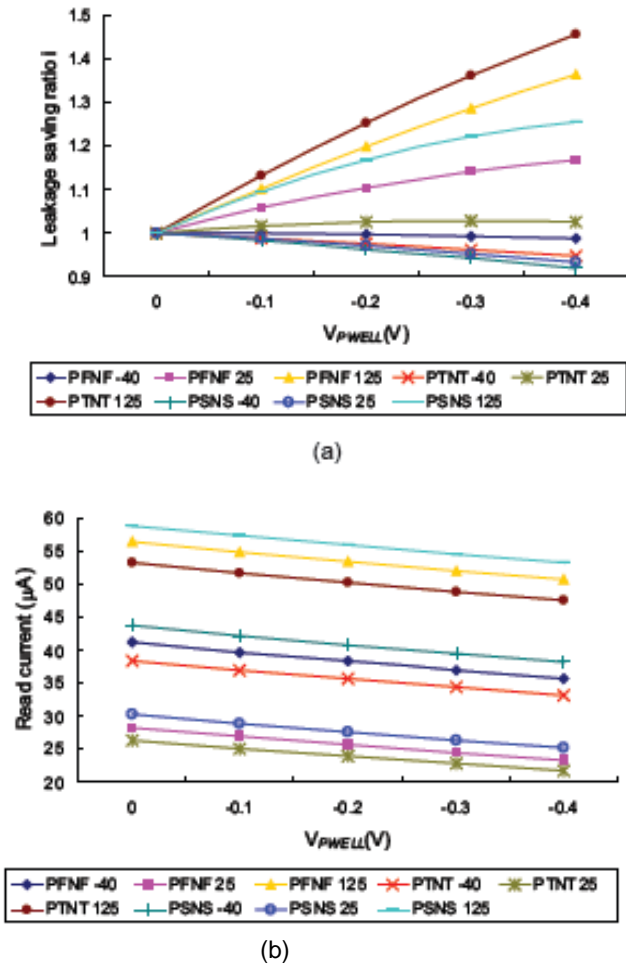 1.5
1.4
1.3
1.2
1.1
1
0.9
Leakage saving ratio i
0 -0.1 -0.2 -0.3 -0.4
VPWELL(V)
PFNF -40 PFNF 25 PFNF 125 PTNT -40 PTNT 25
PTNT 125 PSNS -40 PSNS 25 PSNS 125
(a)
60
55
50
45
40
35
30
25
20
Read current (µA)
0 -0.1 -0.2 -0.3 -0.4
VPWELL(V)
PFNF -40 PFNF 25 PFNF 125 PTNT -40 PTNT 25
PTNT 125 PSNS -40 PSNS 25 PSNS 125
(b)